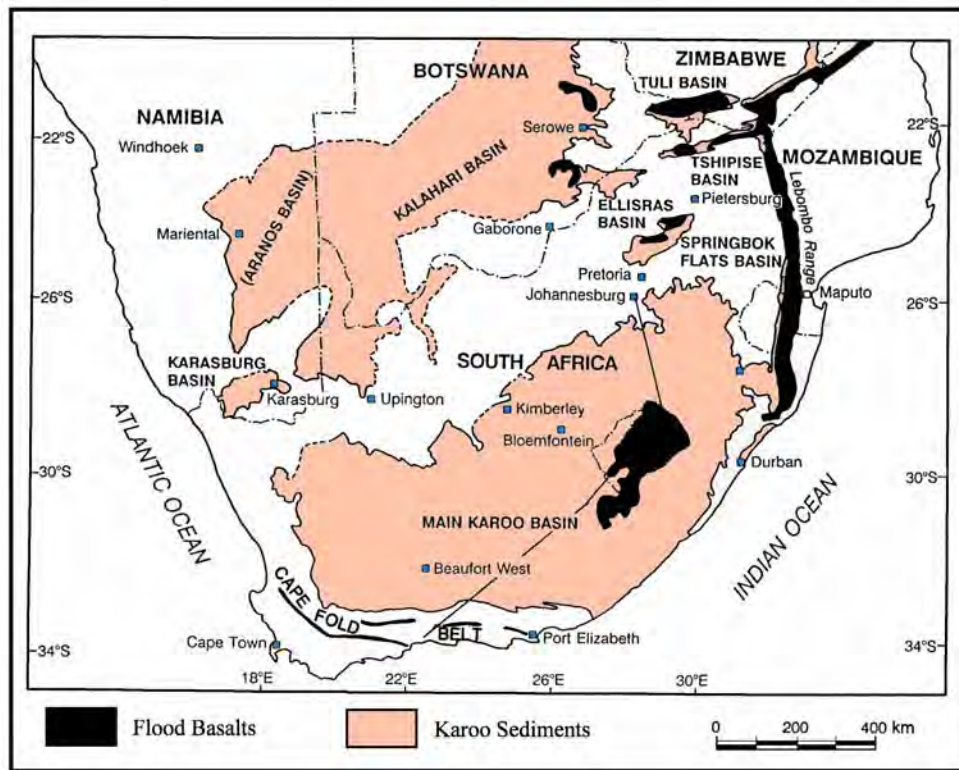 ZIMBABWE
BOTSWANA
TULI BASIN
NAMIBIA
22°S
Windhoek
Serowe
22°S
MOZAMBIQUE
TSHIPISE
BASIN
KALAHARI BASIN
(ARANOS BASIN)
Lebombo Range
ELLISRAS
BASIN
Pietersburg
Mariental
Gaborone
SPRINGBOK
FLATS BASIN
Pretoria
Johannesburg
Maputo
26°S
26°S
KARASBURG
BASIN
SOUTH AFRICA
Karasburg
Upington
Kimberley
Bloemfontein
ATLANTIC OCEAN
Durban
30°S
30°S
INDIAN OCEAN
MAIN KAROO BASIN
Beaufort West
CAPE FOLD BELT
Cape Town
Port Elizabeth
34°S
34°S
18°E
22°E
26°E
30°E
Flood Basalts
Karoo Sediments
0 200 400 km